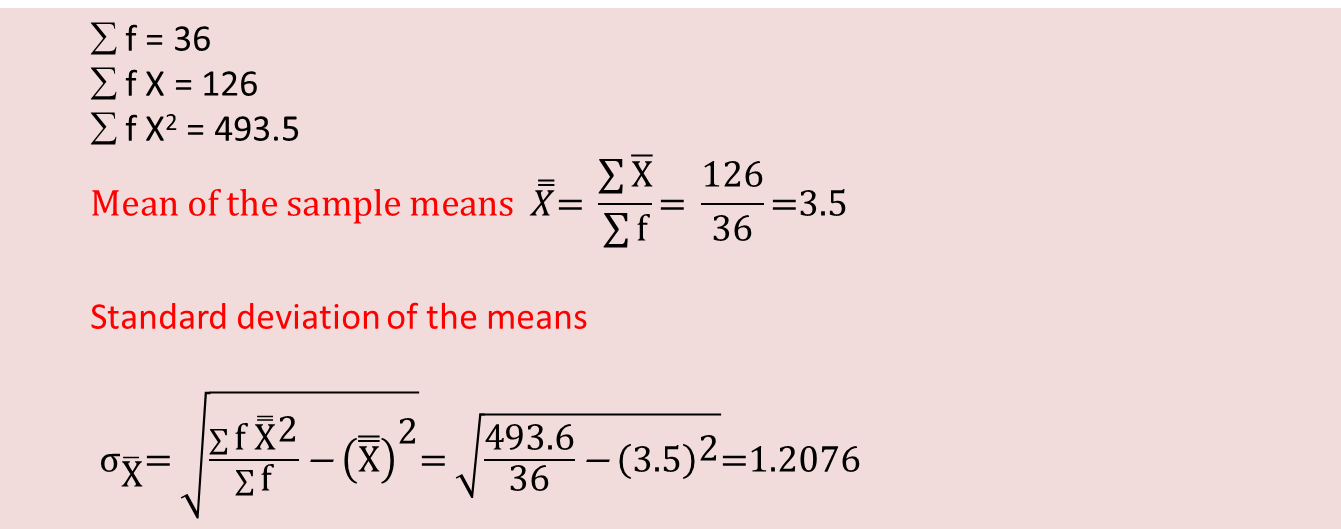 ∑ f = 36
∑ f X = 126
∑ f X² = 493.5
Mean of the sample means X̿ = ∑ X̅ / ∑ f = 126 / 36 =3.5
Standard deviation of the means
σX̅ = √(∑ f X̿² / ∑ f − (X̿)²) = √(493.6 / 36 − (3.5)²) =1.2076